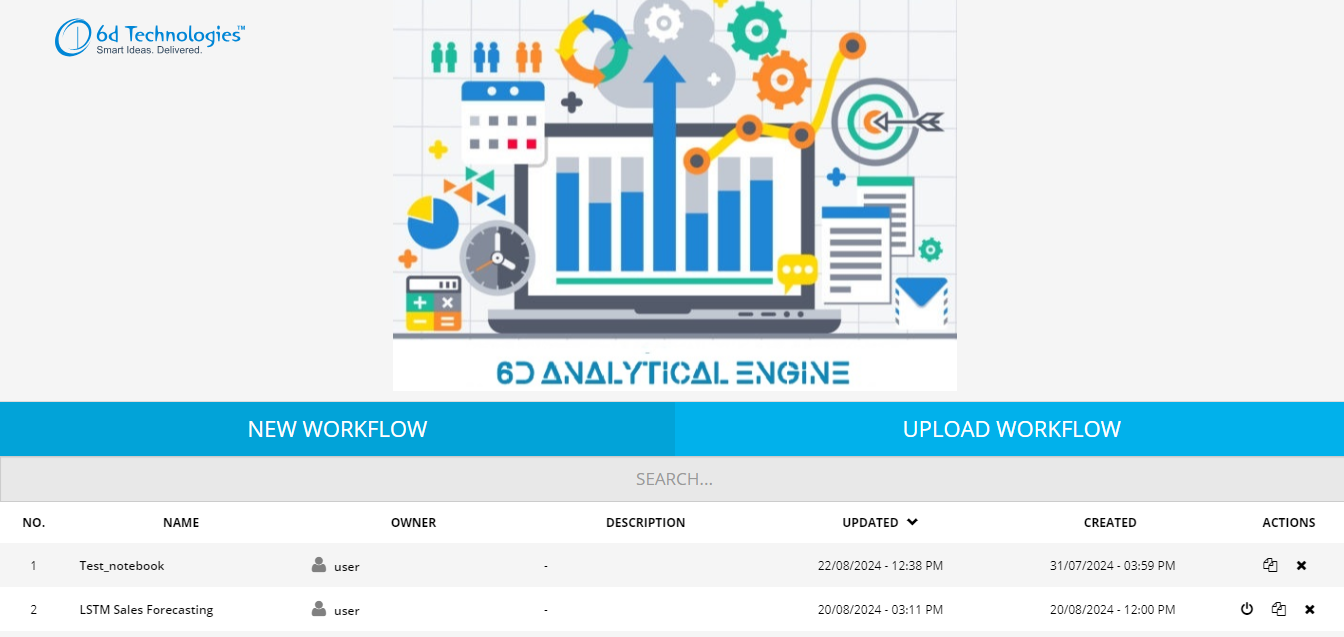 6d Technologies™
Smart Ideas. Delivered.
6D ANALYTICAL ENGINE
NEW WORKFLOW UPLOAD WORKFLOW
SEARCH...
NO. NAME OWNER DESCRIPTION UPDATED CREATED ACTIONS
1 Test_notebook user - 22/08/2024 - 12:38 PM 31/07/2024 - 03:59 PM
2 LSTM Sales Forecasting user - 20/08/2024 - 03:11 PM 20/08/2024 - 12:00 PM